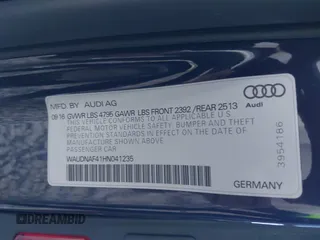 MFD BY AUDI AG
08 16 GVWR LBS 4795 GAWR LBS FRONT 2392 /REAR 2513
THIS VEHICLE CONFORMS TO ALL APPLICABLE
FEDERAL MOTOR VEHICLE SAFETY, BUMPER, AND THEFT
PREVENTION STANDARDS IN EFFECT ON THE DATE OF
MANUFACTURE SHOWN ABOVE
PASSENGER CAR
WAUDNAF41HN041235
Audi
3954186
GERMANY
DREAMBID